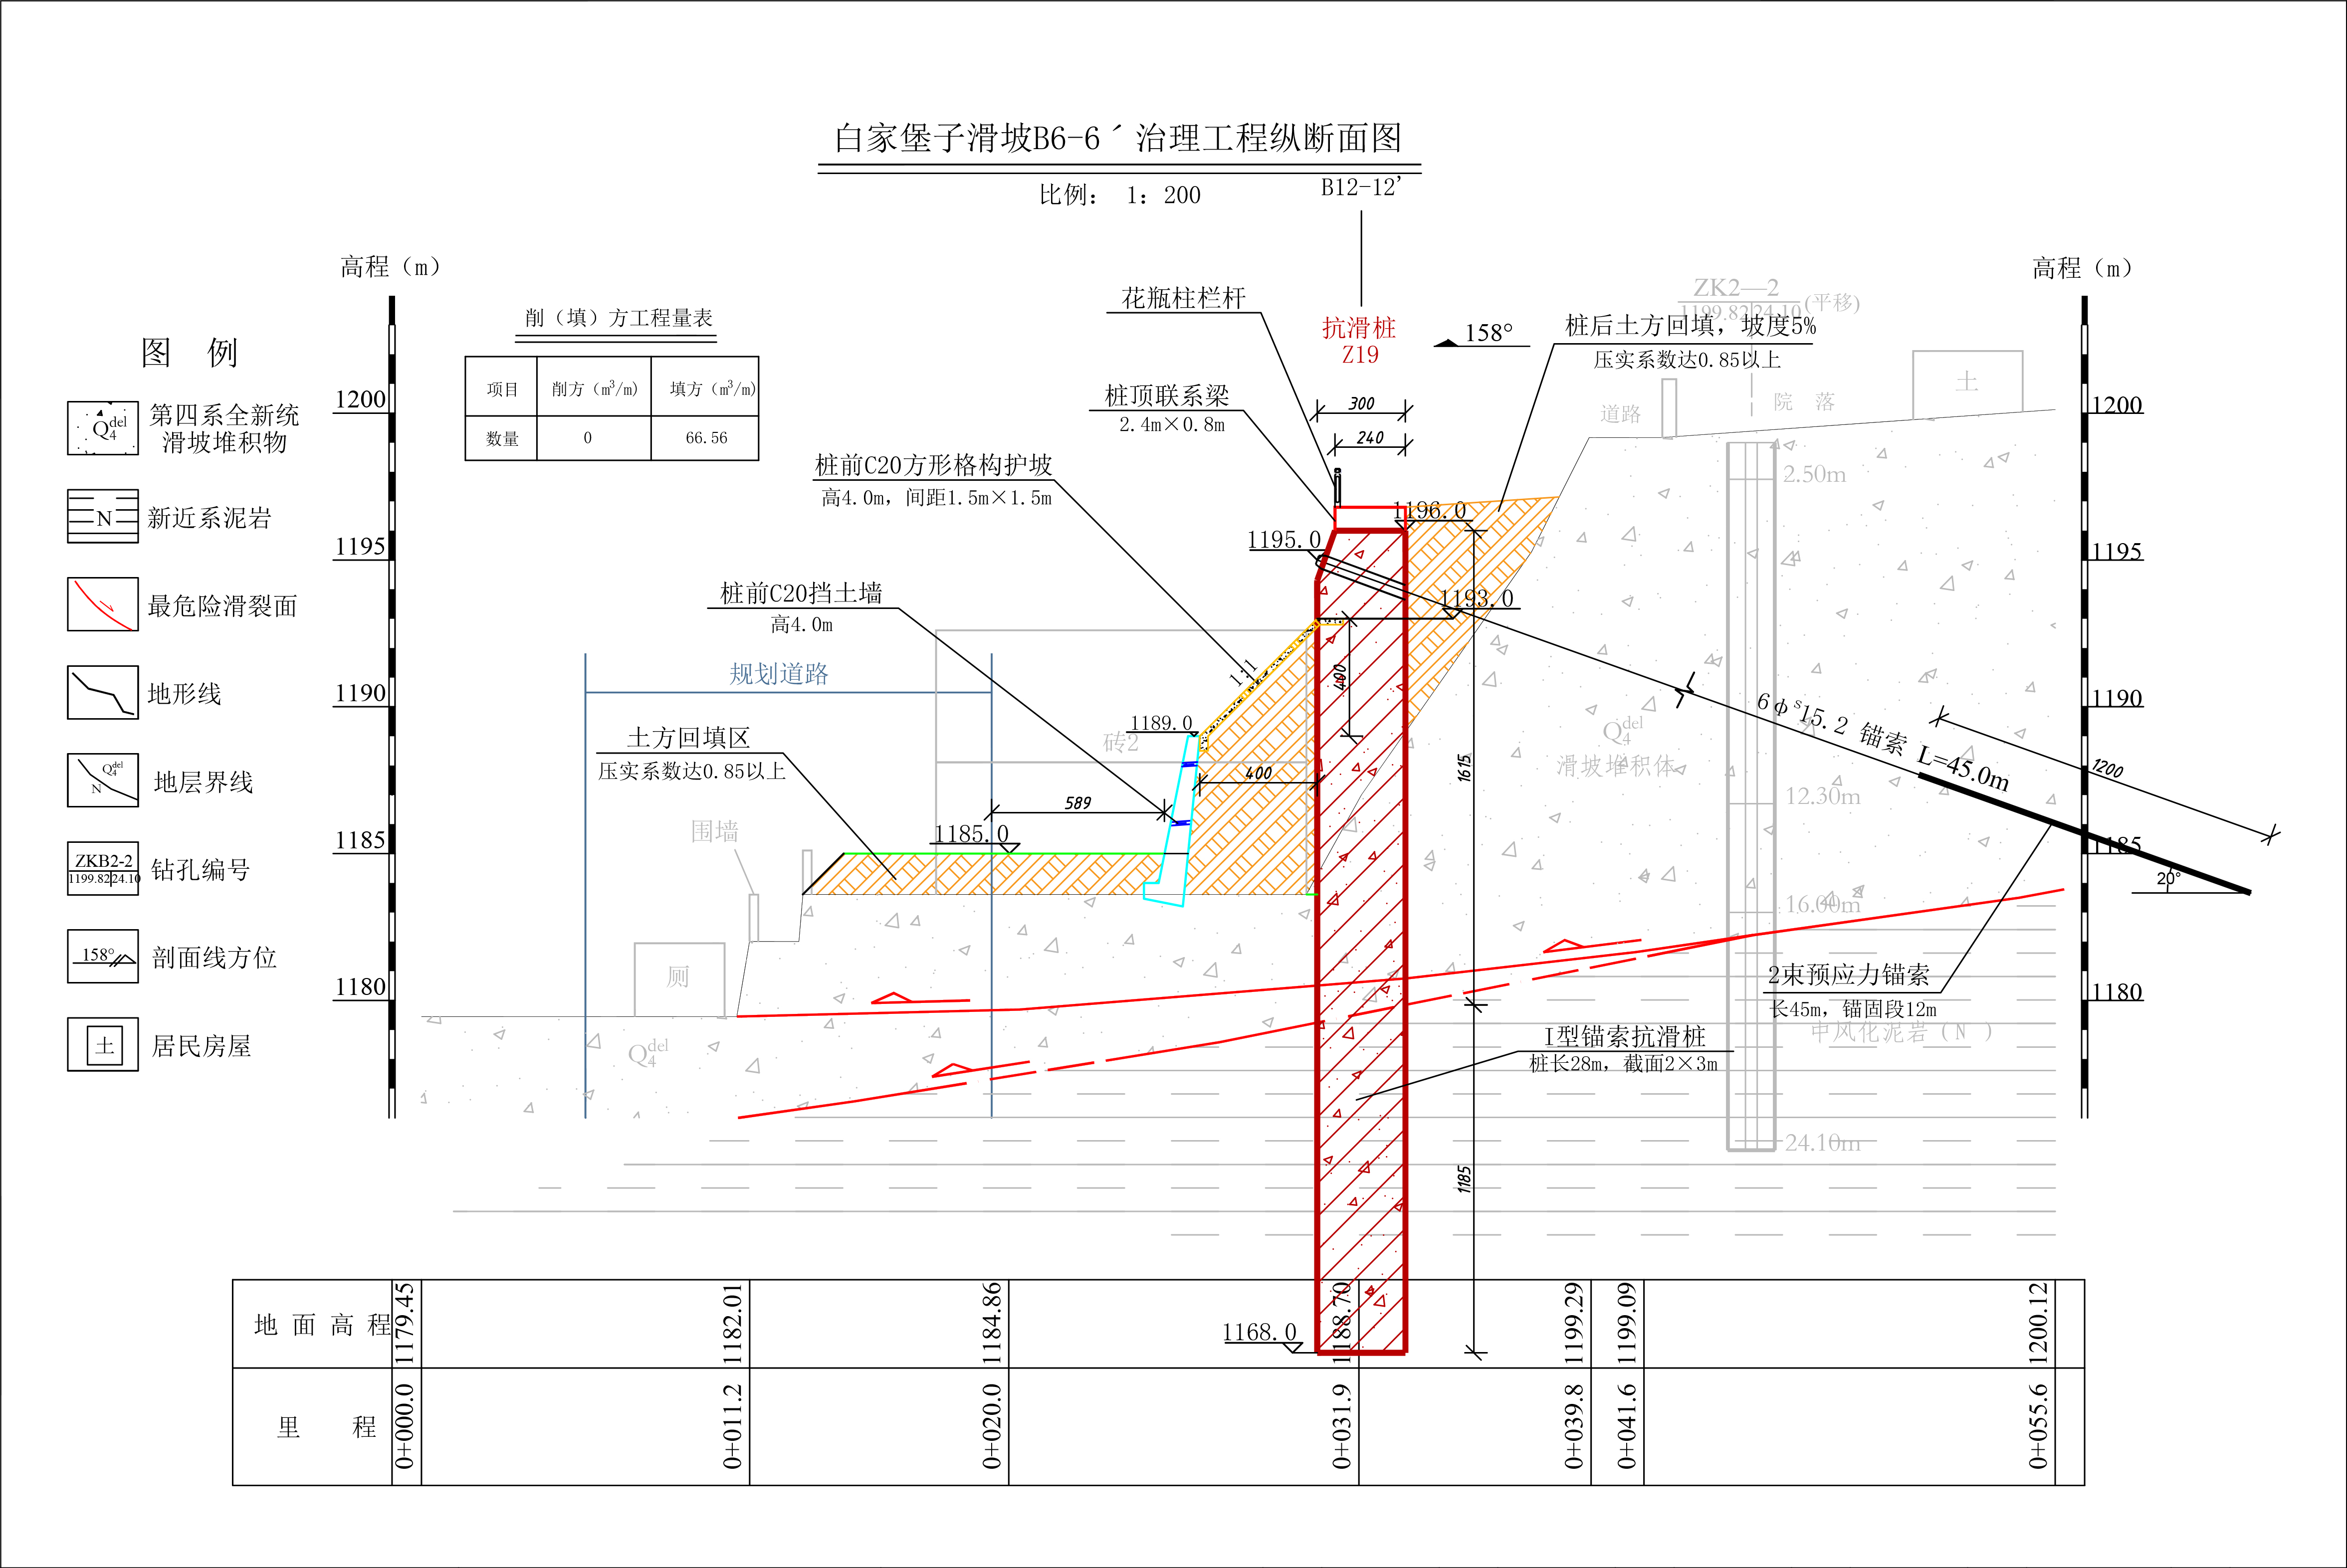 白家堡子滑坡B6-6´治理工程纵断面图
比例： 1：200
B12-12'
高程（m）
高程（m）
图 例
Q4del
第四系全新统
滑坡堆积物
N
新近系泥岩
最危险滑裂面
地形线
Q4del
N
地层界线
ZKB2-2
1199.82 24.10
钻孔编号
158°
剖面线方位
土
居民房屋
削（填）方工程量表
项目 削方（m³/m） 填方（m³/m）
数量 0 66.56
1200
1195
1190
1185
1180
花瓶柱栏杆
抗滑桩
Z19
158°
ZK2—2
1199.82 24.10
(平移)
桩后土方回填，坡度5%
压实系数达0.85以上
桩顶联系梁
2.4m×0.8m
300
240
道路
院 落
土
桩前C20方形格构护坡
高4.0m，间距1.5m×1.5m
2.50m
1196.0
1195.0
1193.0
桩前C20挡土墙
高4.0m
规划道路
1:1
400
1189.0
砖2
土方回填区
压实系数达0.85以上
400
589
1185.0
围墙
1615
Q4del
滑坡堆积体
6φs15.2 锚索 L=45.0m
1200
12.30m
16.00m
20°
厕
Q4del
2束预应力锚索
长45m，锚固段12m
中风化泥岩（N ）
I型锚索抗滑桩
桩长28m，截面2×3m
24.10m
1185
1168.0
1200
1195
1190
1185
1180
地面高程 1179.45 1182.01 1184.86 1188.70 1199.29 1199.09 1200.12
里 程 0+000.0 0+011.2 0+020.0 0+031.9 0+039.8 0+041.6 0+055.6